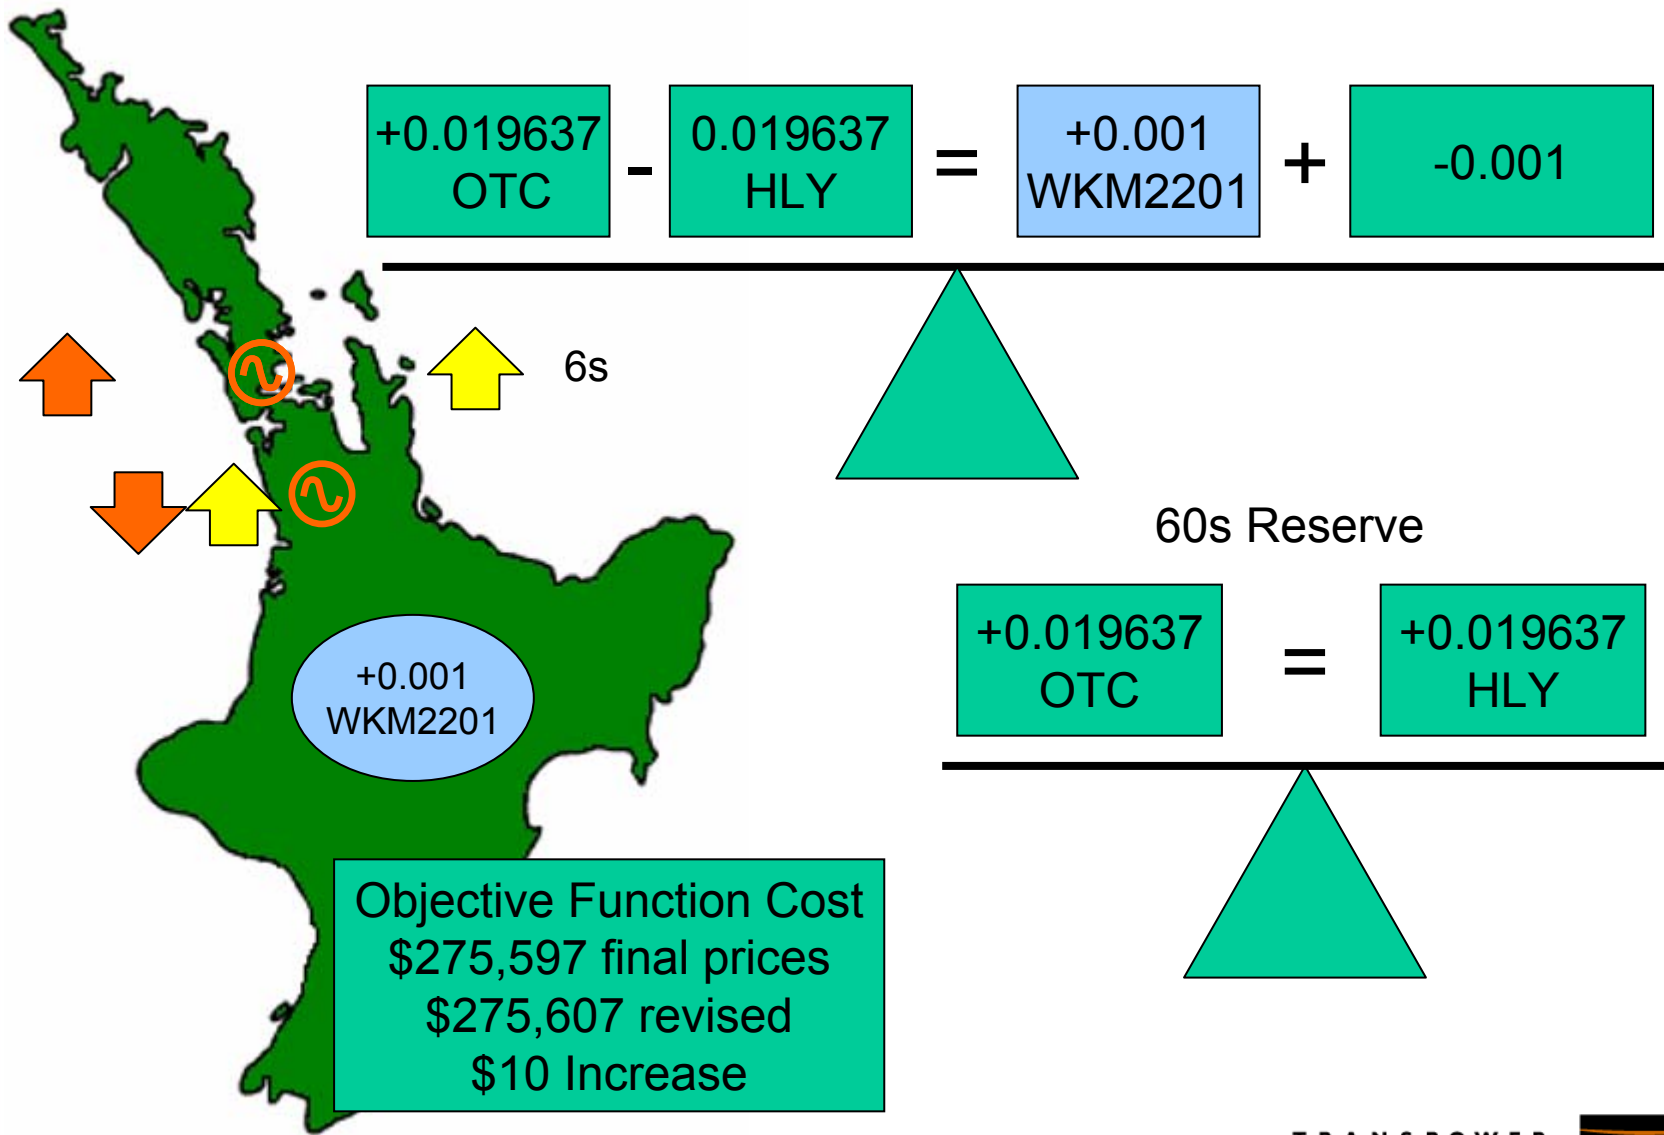 +0.019637
OTC
-
0.019637
HLY
=
+0.001
WKM2201
+
-0.001
6s
60s Reserve
+0.019637
OTC
=
+0.019637
HLY
+0.001
WKM2201
Objective Function Cost
$275,597 final prices
$275,607 revised
$10 Increase
TRANSPOWER